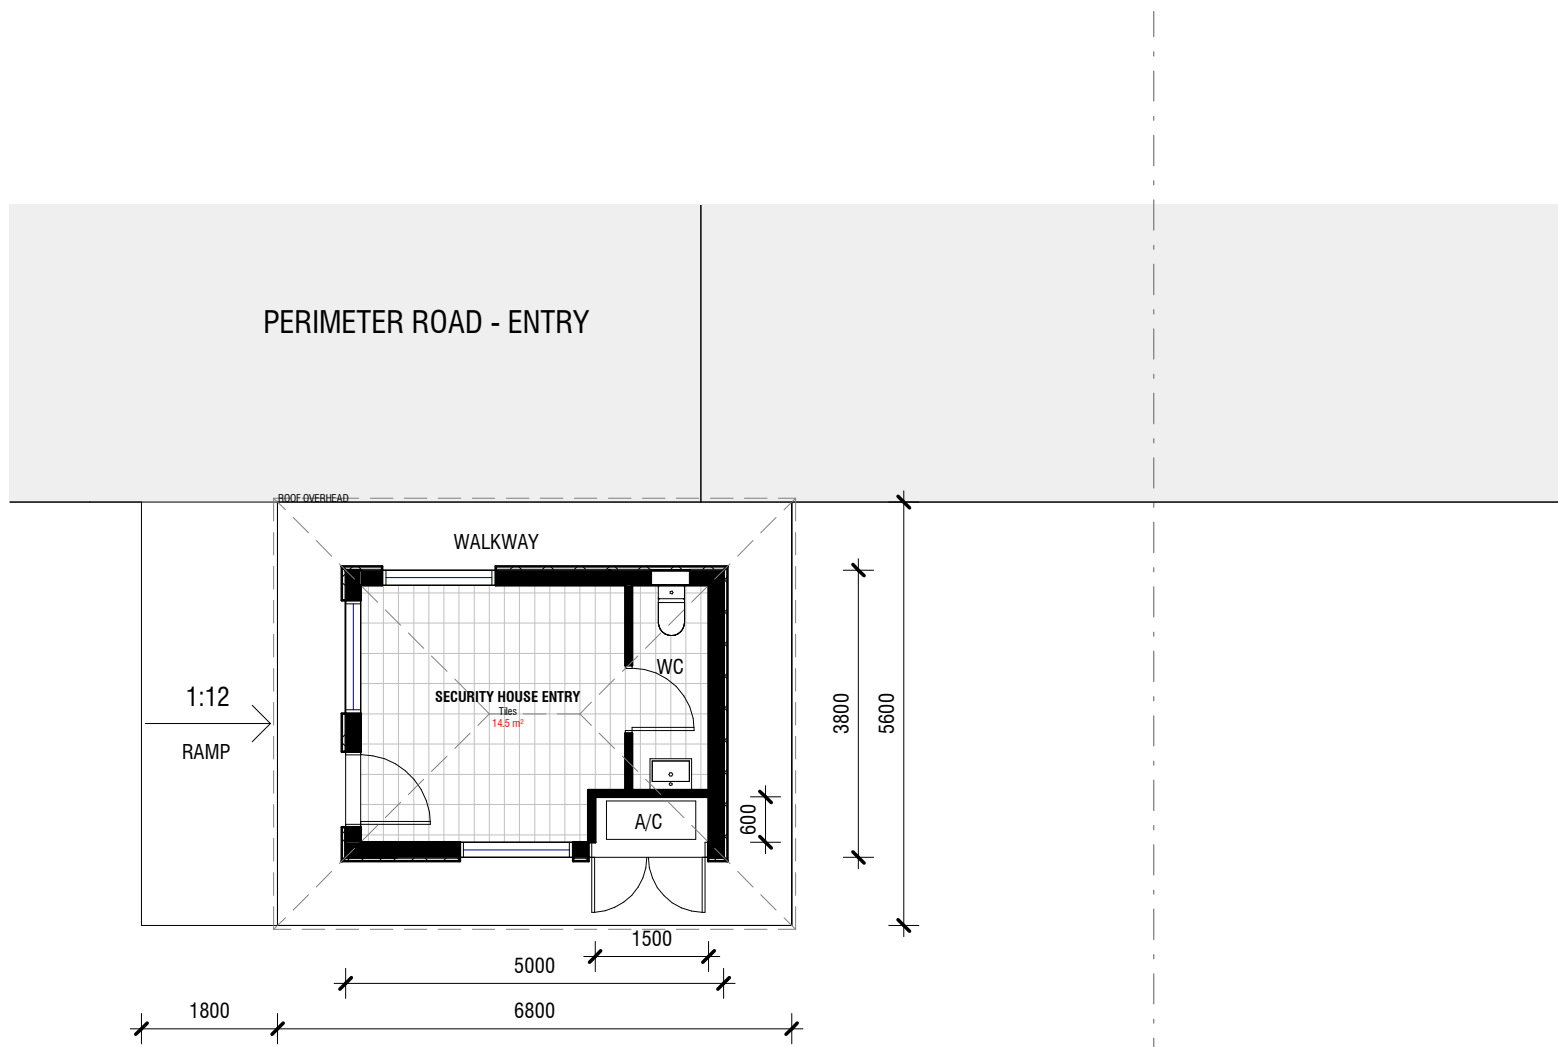 PERIMETER ROAD - ENTRY
ROOF OVERHEAD
WALKWAY
WC
1:12
RAMP
SECURITY HOUSE ENTRY
Tiles
14.5 m²
A/C
3800
5600
600
1500
5000
1800
6800